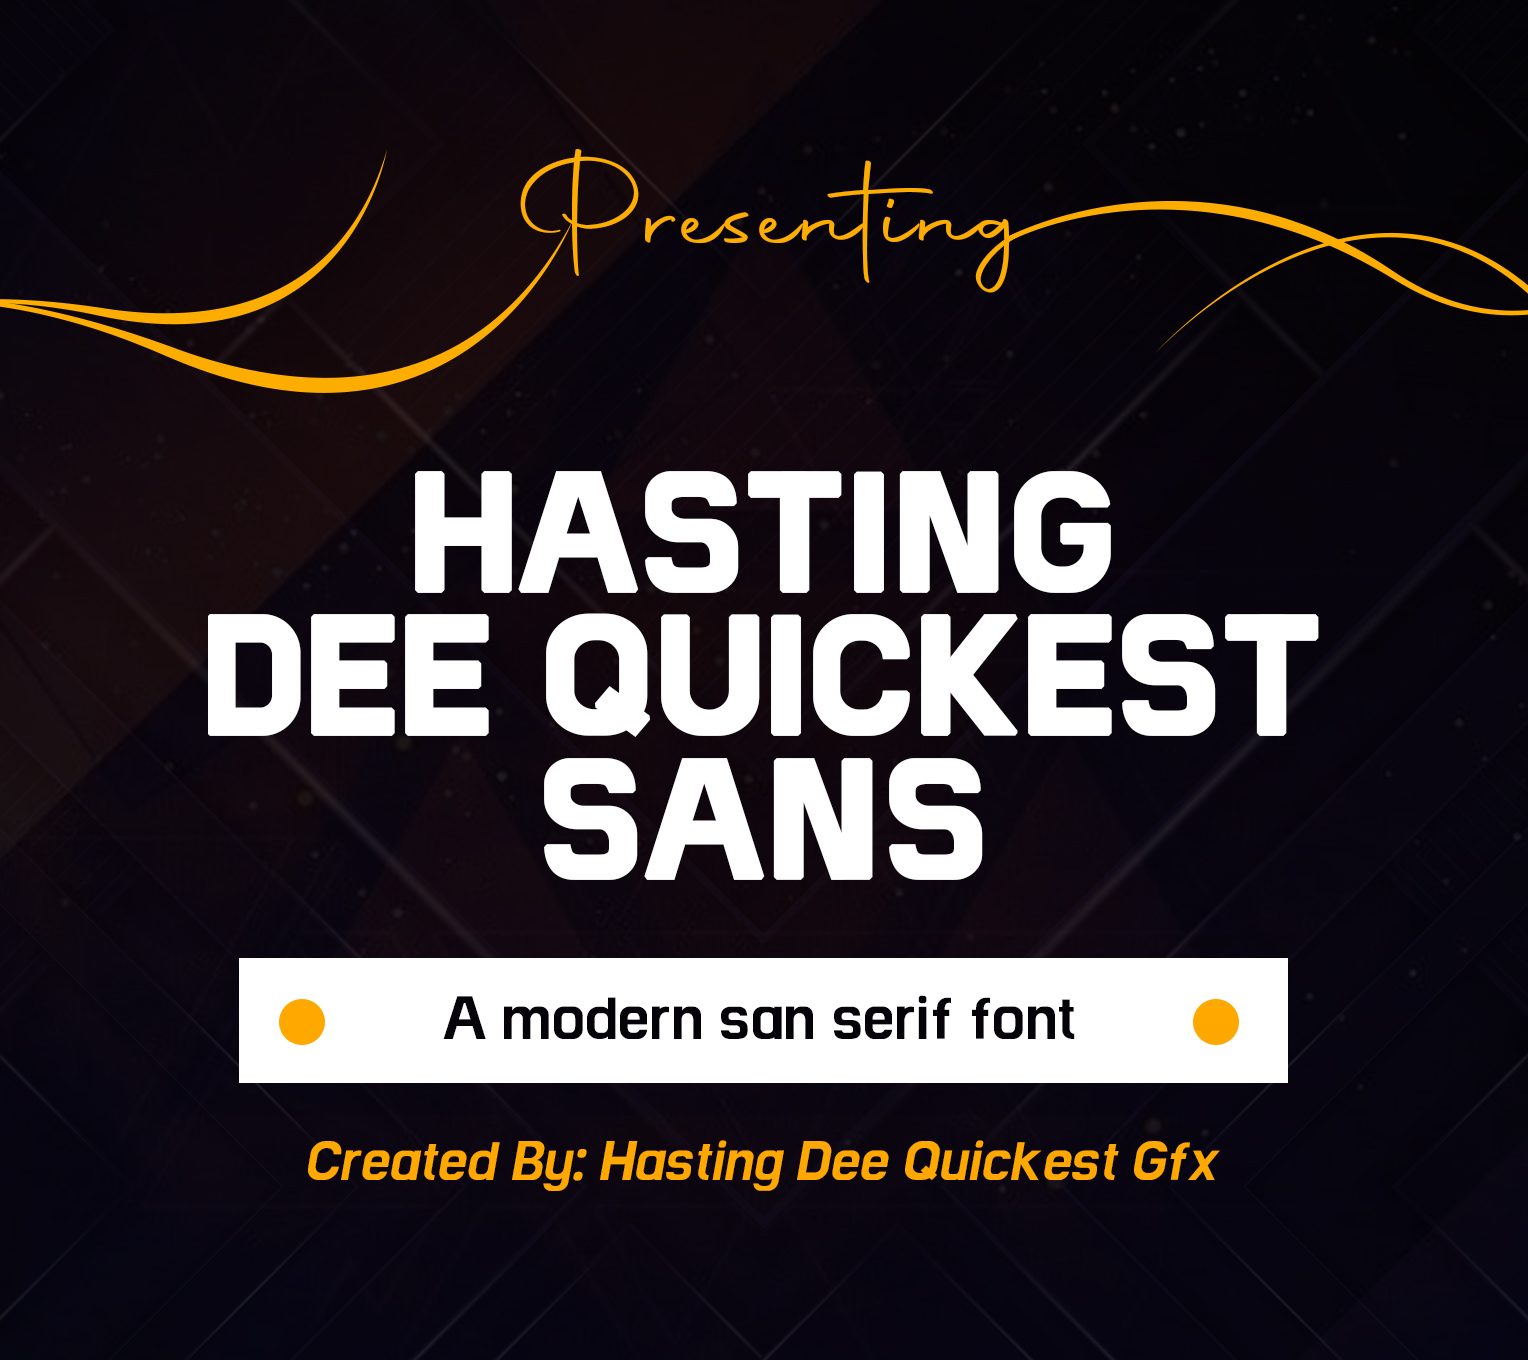 Presenting
HASTING
DEE QUICKEST
SANS
A modern san serif font
Created By: Hasting Dee Quickest Gfx